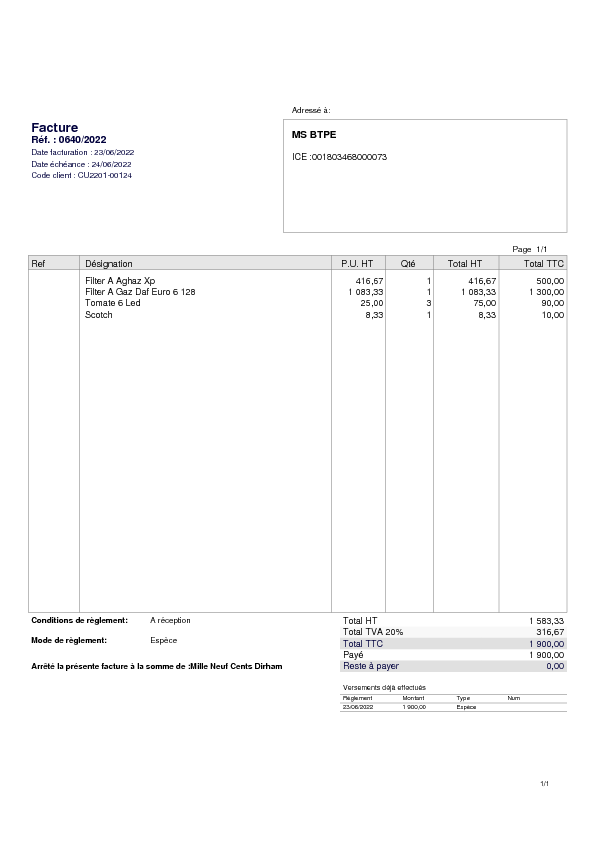 Adressé à:
Facture
Réf. : 0640/2022
Date facturation : 23/06/2022
Date échéance : 24/06/2022
Code client : CU2201-00124
MS BTPE
ICE :001803468000073
Page 1/1
Ref Désignation P.U. HT Qté Total HT Total TTC
Filter A Aghaz Xp 416,67 1 416,67 500,00
Filter A Gaz Daf Euro 6 128 1 083,33 1 1 083,33 1 300,00
Tomate 6 Led 25,00 3 75,00 90,00
Scotch 8,33 1 8,33 10,00
Conditions de règlement: A réception
Mode de règlement: Espèce
Arrêté la présente facture à la somme de :Mille Neuf Cents Dirham
Total HT 1 583,33
Total TVA 20% 316,67
Total TTC 1 900,00
Payé 1 900,00
Reste à payer 0,00
Versements déjà effectués
Règlement Montant Type Num
23/06/2022 1 900,00 Espèce
1/1